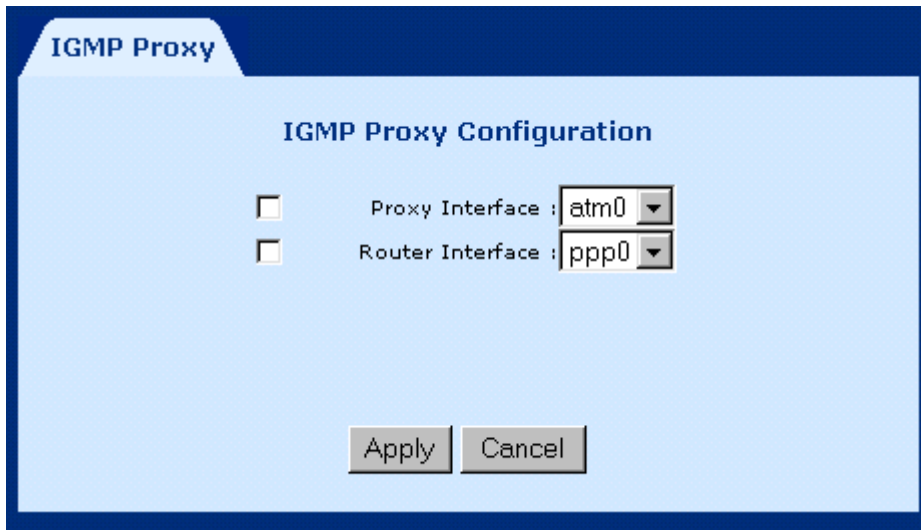 IGMP Proxy
IGMP Proxy Configuration
Proxy Interface : atm0
Router Interface : ppp0
Apply Cancel